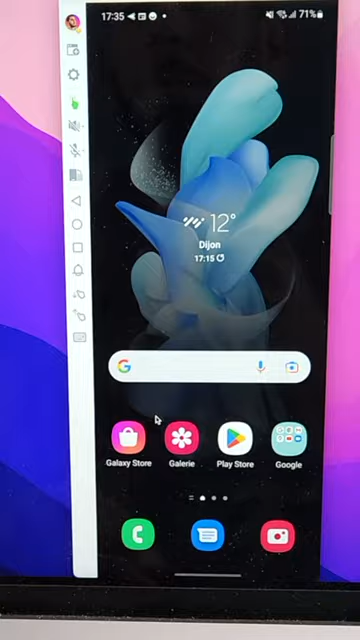 17:35
71%
12°
Dijon
17:15
G
Galaxy Store
Galerie
Play Store
Google